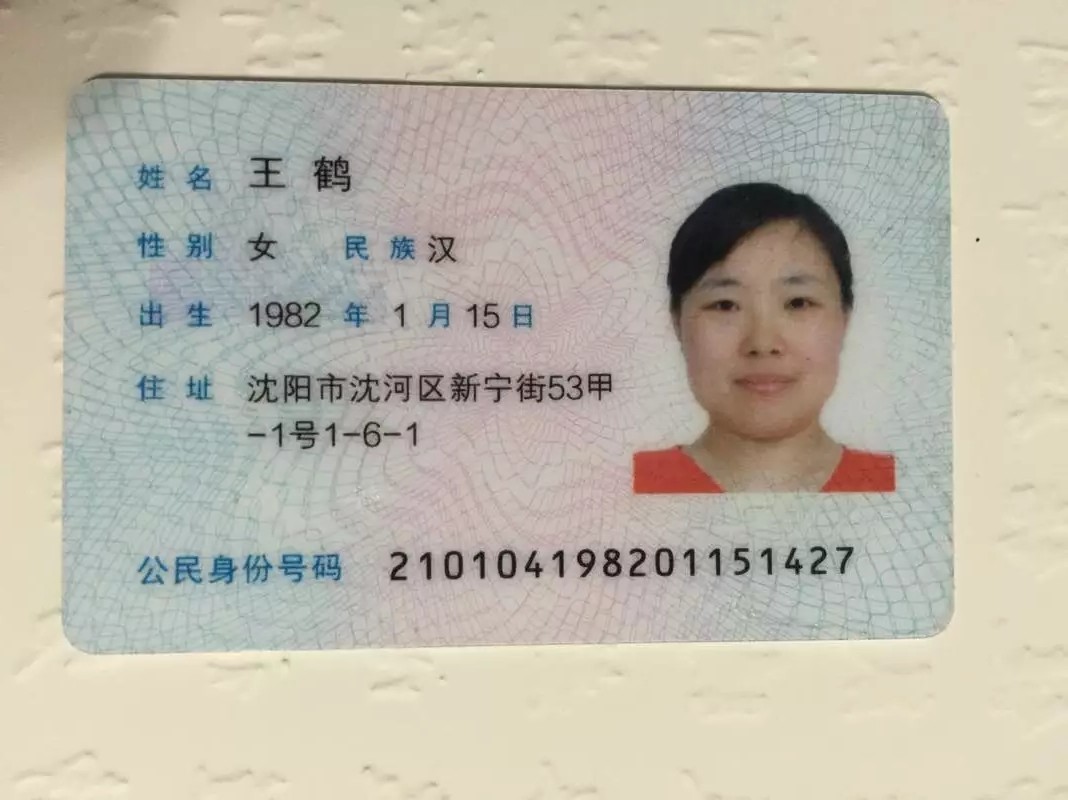 姓名 王鹤
性别 女 民族 汉
出生 1982 年 1 月 15 日
住址 沈阳市沈河区新宁街53甲
-1号1-6-1
公民身份号码 210104198201151427